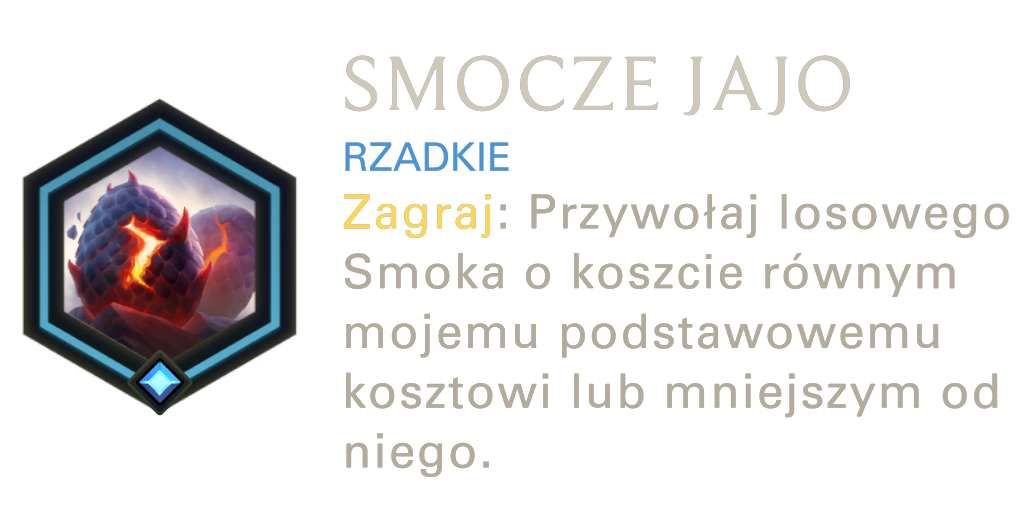 SMOCZE JAJO
RZADKIE
Zagraj: Przywołaj losowego
Smoka o koszcie równym
mojemu podstawowemu
kosztowi lub mniejszym od
niego.